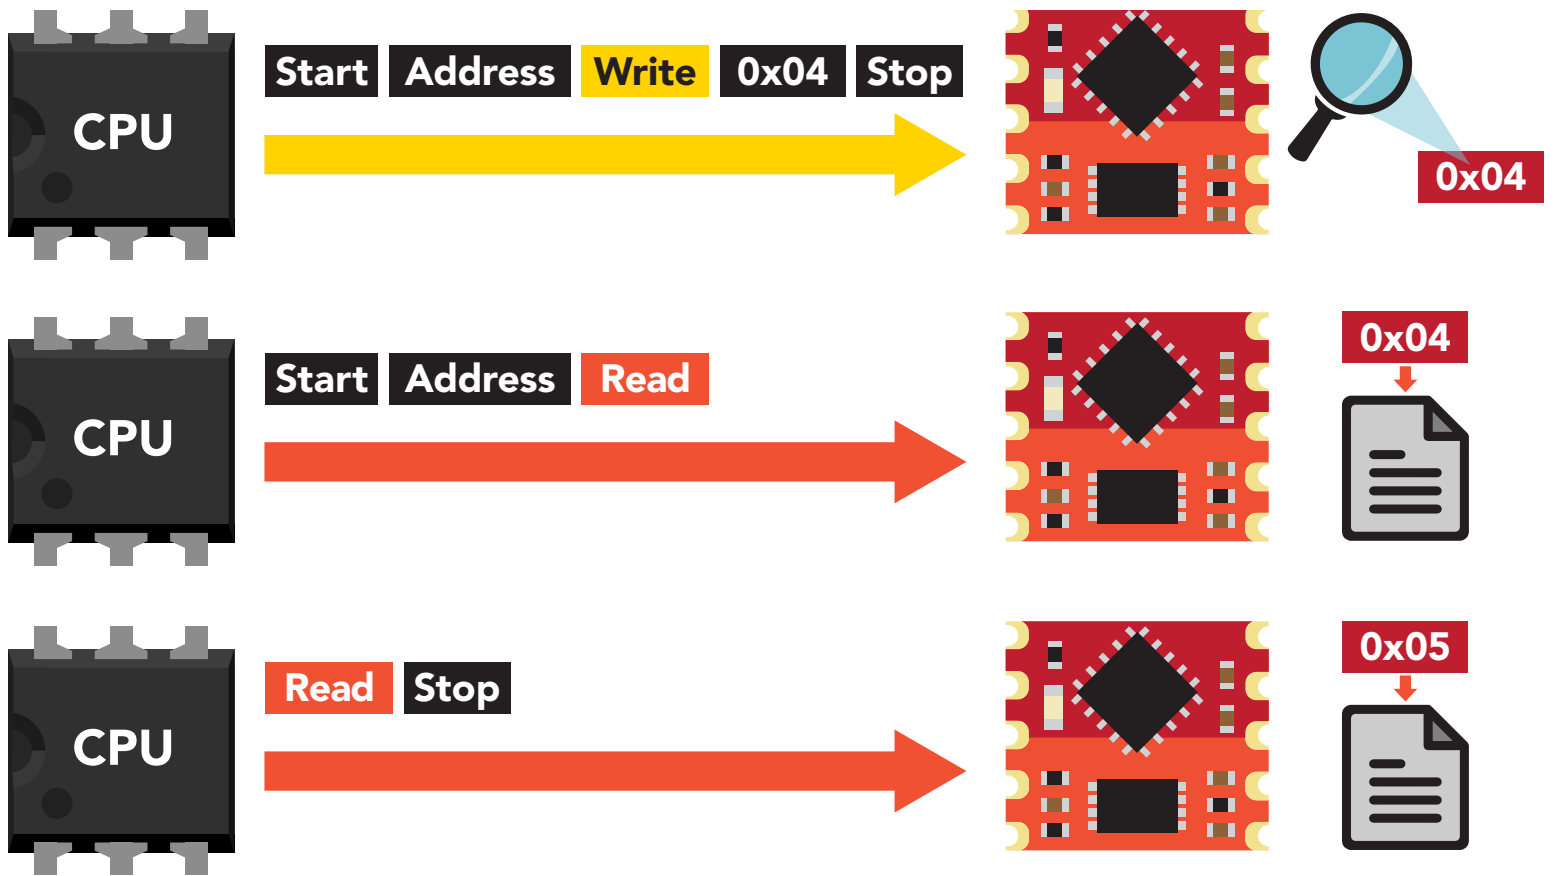 CPU
Start Address Write 0x04 Stop
0x04
CPU
Start Address Read
0x04
CPU
Read Stop
0x05